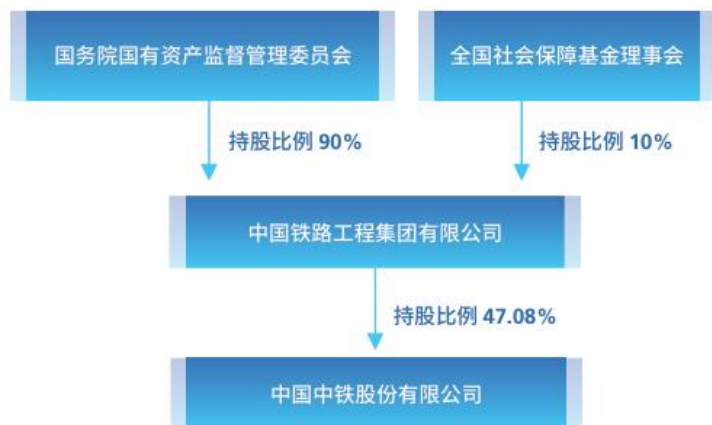 国务院国有资产监督管理委员会
全国社会保障基金理事会
持股比例 90%
持股比例 10%
中国铁路工程集团有限公司
持股比例 47.08%
中国中铁股份有限公司